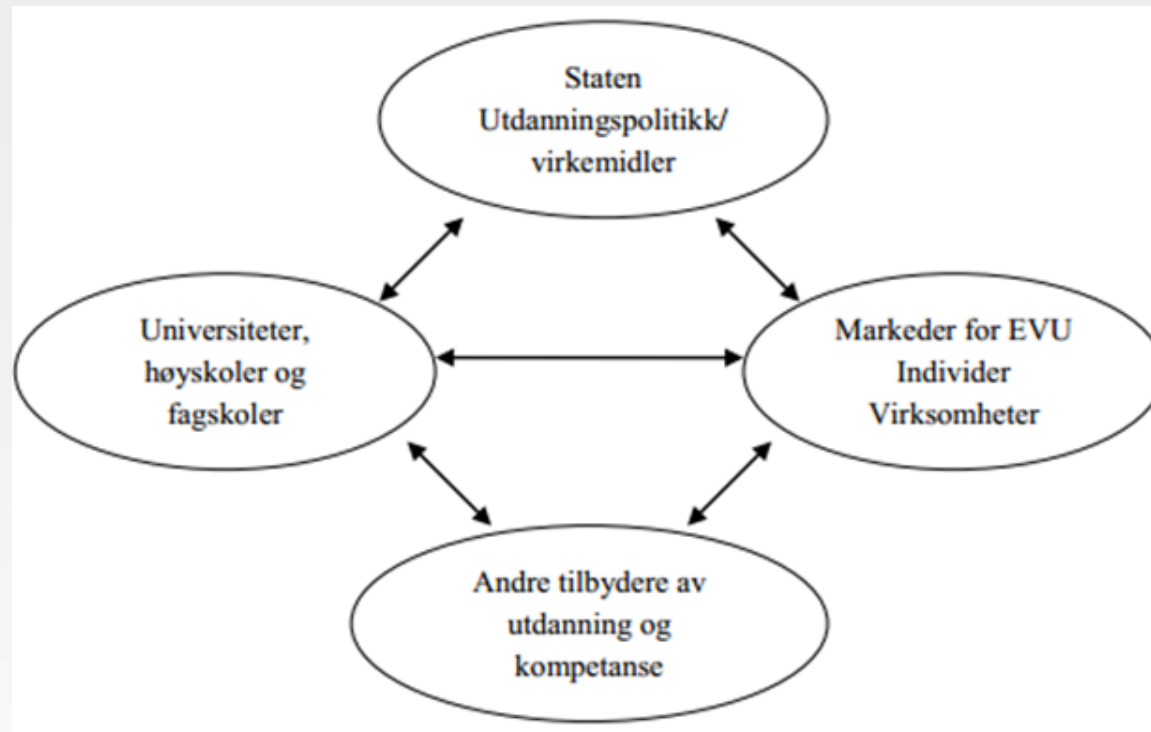 Staten
Utdanningspolitikk/
virkemidler
Universiteter,
høyskoler og
fagskoler
Markeder for EVU
Individer
Virksomheter
Andre tilbydere av
utdanning og
kompetanse